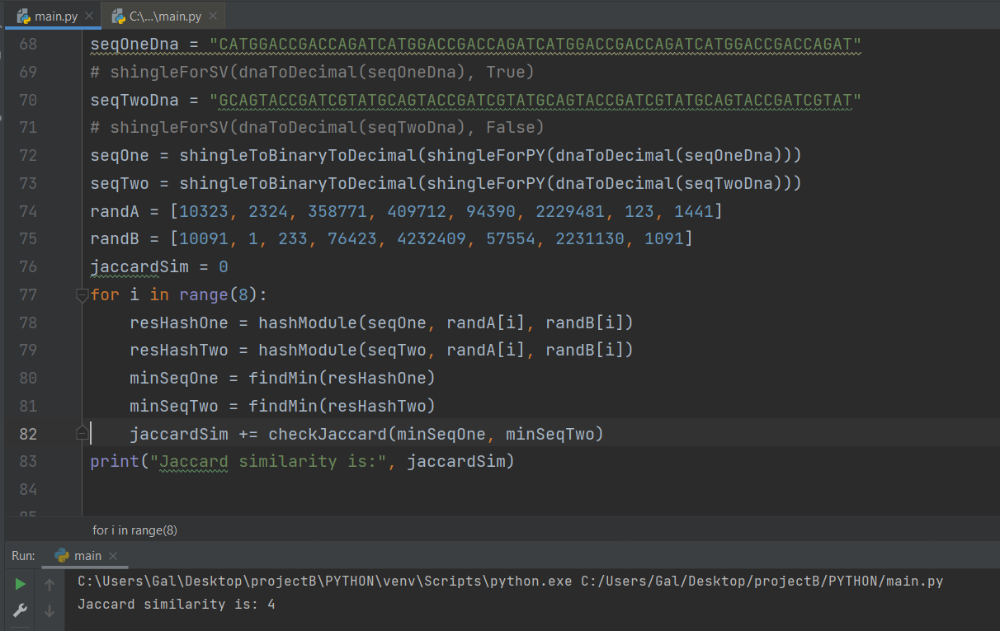 main.py
C:\...\main.py
68 seqOneDna = "CATGGACCGACCAGATCATGGACCGACCAGATCATGGACCGACCAGATCATGGACCGACCAGAT"
69 # shingleForSV(dnaToDecimal(seqOneDna), True)
70 seqTwoDna = "GCAGTACCGATCGTATGCAGTACCGATCGTATGCAGTACCGATCGTATGCAGTACCGATCGTAT"
71 # shingleForSV(dnaToDecimal(seqTwoDna), False)
72 seqOne = shingleToBinaryToDecimal(shingleForPY(dnaToDecimal(seqOneDna)))
73 seqTwo = shingleToBinaryToDecimal(shingleForPY(dnaToDecimal(seqTwoDna)))
74 randA = [10323, 2324, 358771, 409712, 94390, 2229481, 123, 1441]
75 randB = [10091, 1, 233, 76423, 4232409, 57554, 2231130, 1091]
76 jaccardSim = 0
77 for i in range(8):
78     resHashOne = hashModule(seqOne, randA[i], randB[i])
79     resHashTwo = hashModule(seqTwo, randA[i], randB[i])
80     minSeqOne = findMin(resHashOne)
81     minSeqTwo = findMin(resHashTwo)
82     jaccardSim += checkJaccard(minSeqOne, minSeqTwo)
83 print("Jaccard similarity is:", jaccardSim)
84
85
for i in range(8)
Run: main
C:\Users\Gal\Desktop\projectB\PYTHON\venv\Scripts\python.exe C:/Users/Gal/Desktop/projectB/PYTHON/main.py
Jaccard similarity is: 4